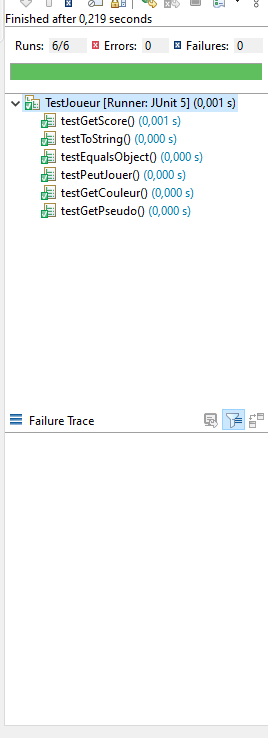 Finished after 0,219 seconds
Runs: 6/6 Errors: 0 Failures: 0
TestJoueur [Runner: JUnit 5] (0,001 s)
testGetScore() (0,001 s)
testToString() (0,000 s)
testEqualsObject() (0,000 s)
testPeutJouer() (0,000 s)
testGetCouleur() (0,000 s)
testGetPseudo() (0,000 s)
Failure Trace